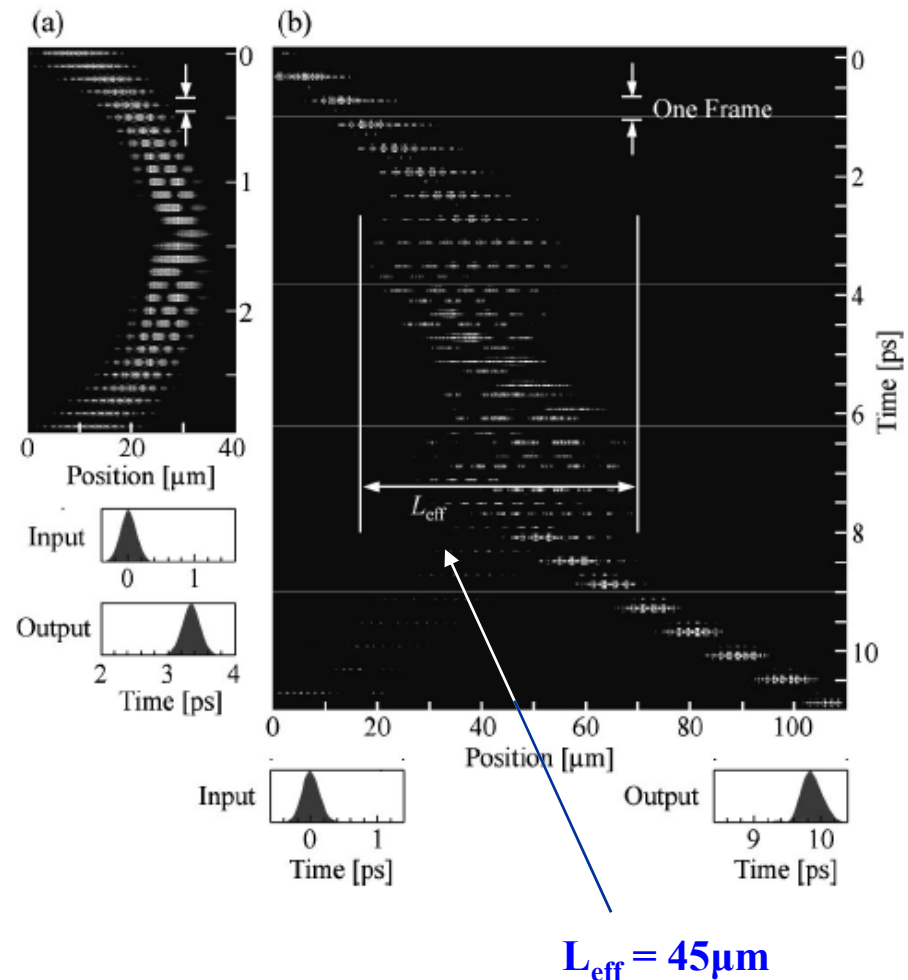 (a)
0
1
2
0 20 40
Position [μm]
Input
0 1
Output
2 3 4
Time [ps]
(b)
One Frame
0
2
4
6
8
10
Time [ps]
L_eff
0 20 40 60 80 100
Position [μm]
Input
0 1
Time [ps]
Output
9 10
Time [ps]
L_eff = 45μm